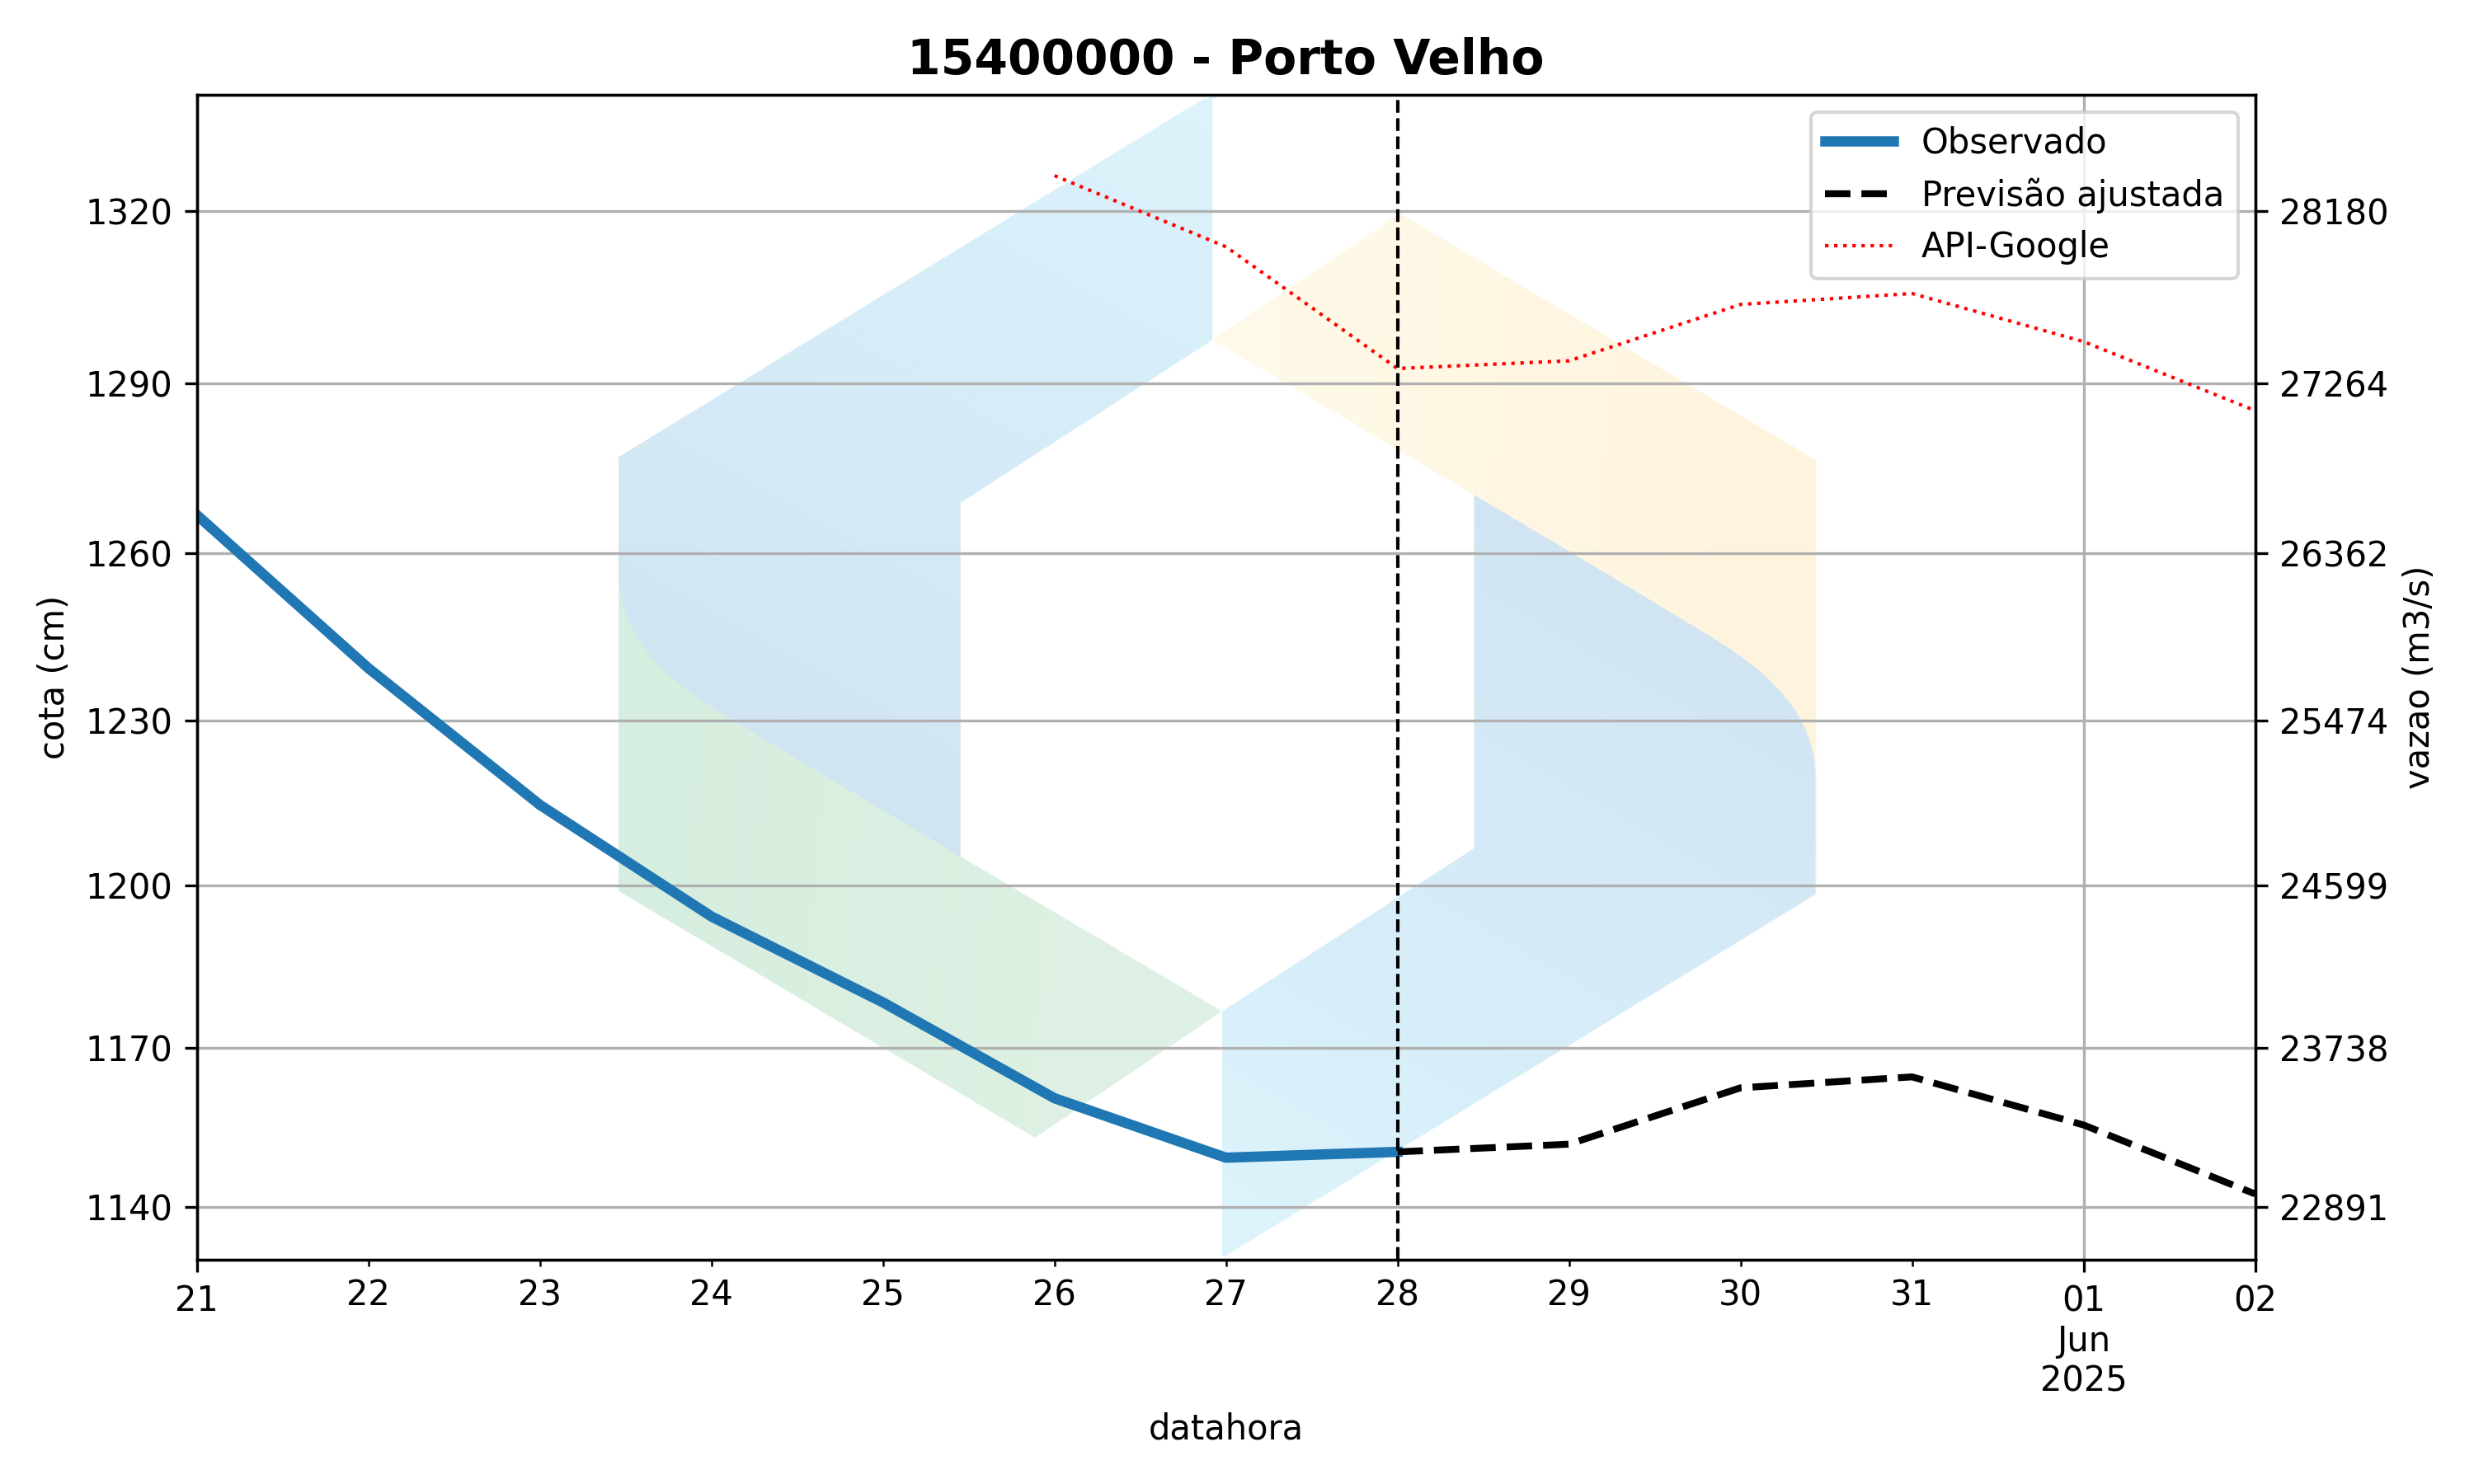 15400000 - Porto Velho
Observado
Previsão ajustada
API-Google
1320
1290
1260
1230
1200
1170
1140
cota (cm)
28180
27264
26362
25474
24599
23738
22891
vazao (m3/s)
21 22 23 24 25 26 27 28 29 30 31 01 02
Jun
2025
datahora